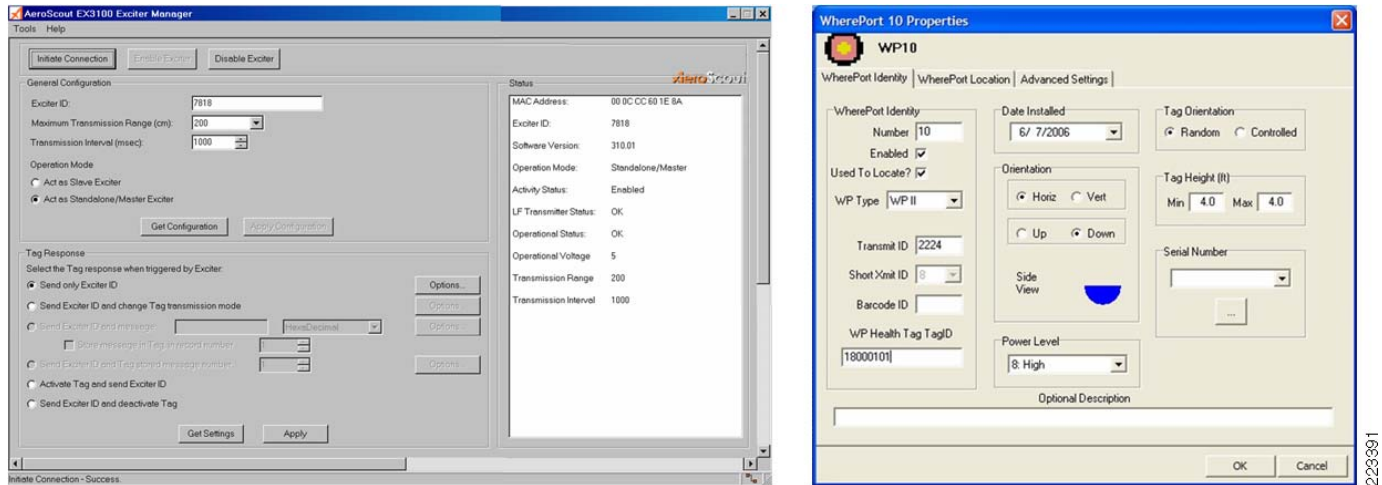 AeroScout EX3100 Exciter Manager
Tools Help
Initiate Connection Enable Exciter Disable Exciter
AeroScout
General Configuration
Exciter ID: 7818
Maximum Transmission Range (cm): 200
Transmission Interval (msec): 1000
Operation Mode
Act as Slave Exciter
Act as Standalone/Master Exciter
Get Configuration Apply Configuration
Tag Response
Select the Tag response when triggered by Exciter:
Send only Exciter ID Options...
Send Exciter ID and change Tag transmission mode Options...
Send Exciter ID and message: HexaDecimal Options...
Store message in Tag, in record number: 1
Send Exciter ID and Tag stored message number: 1 Options...
Activate Tag and send Exciter ID
Send Exciter ID and deactivate Tag
Get Settings Apply
Status
MAC Address: 00 0C CC 60 1E 8A
Exciter ID: 7818
Software Version: 310.01
Operation Mode: Standalone/Master
Activity Status: Enabled
LF Transmitter Status: OK
Operational Status: OK
Operational Voltage 5
Transmission Range 200
Transmission Interval 1000
Initiate Connection - Success.
WherePort 10 Properties
WP10
WherePort Identity WherePort Location Advanced Settings
WherePort Identity
Number 10
Enabled
Used To Locate?
WP Type WP II
Transmit ID 2224
Short Xmit ID 8
Barcode ID
WP Health Tag TagID
18000101
Date Installed
6/ 7/2006
Orientation
Horiz Vert
Up Down
Side
View
Power Level
8: High
Tag Orientation
Random Controlled
Tag Height (ft)
Min 4.0 Max 4.0
Serial Number
...
Optional Description
OK Cancel
223391